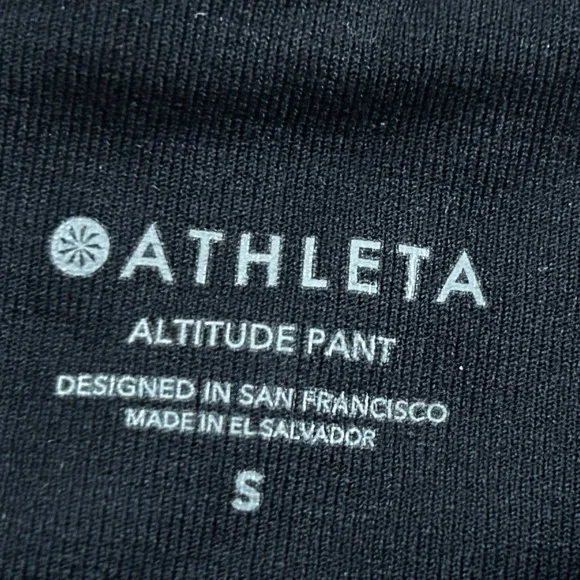 ATHLETA
ALTITUDE PANT
DESIGNED IN SAN FRANCISCO
MADE IN EL SALVADOR
S